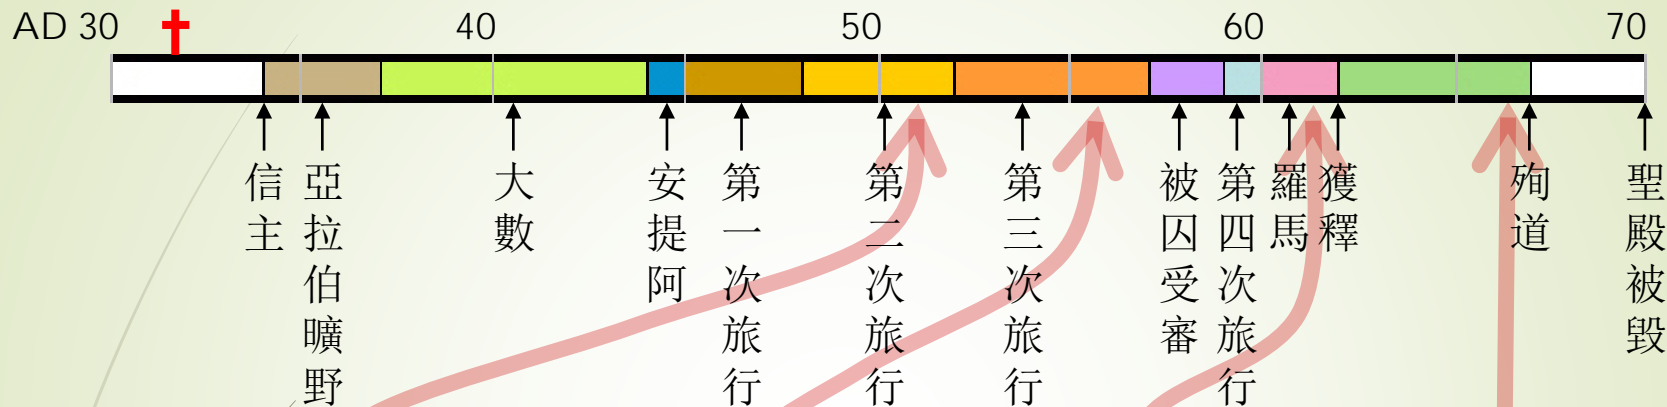 AD 30
40
50
60
70
信主
亞拉伯曠野
大數
安提阿
第一次旅行
第二次旅行
第三次旅行
被囚受審
第四次旅行
羅馬
獲釋
殉道
聖殿被毀